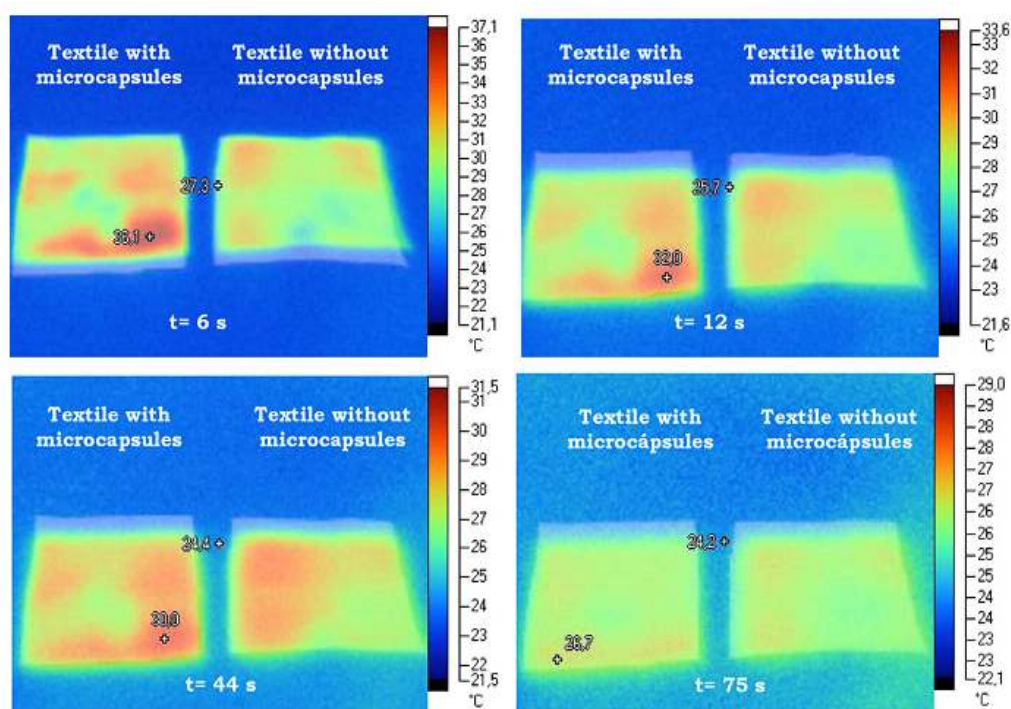 Textile with
microcapsules
Textile without
microcapsules
27,3
t= 6 s
37,1
36
35
34
33
32
31
30
29
28
27
26
25
24
23
22
21,1
°C
Textile with
microcapsules
Textile without
microcapsules
25,7
32,0
t= 12 s
33,6
33
31
30
29
28
27
26
24
23
21,6
°C
Textile with
microcapsules
Textile without
microcapsules
24,4
30,0
t= 44 s
31,5
31
30
29
28
27
26
25
24
23
22
21,5
°C
Textile with
microcápsules
Textile without
microcápsules
24,2
26,7
t= 75 s
29,0
29
28
27
27
26
26
25
25
24
23
23
22,1
°C